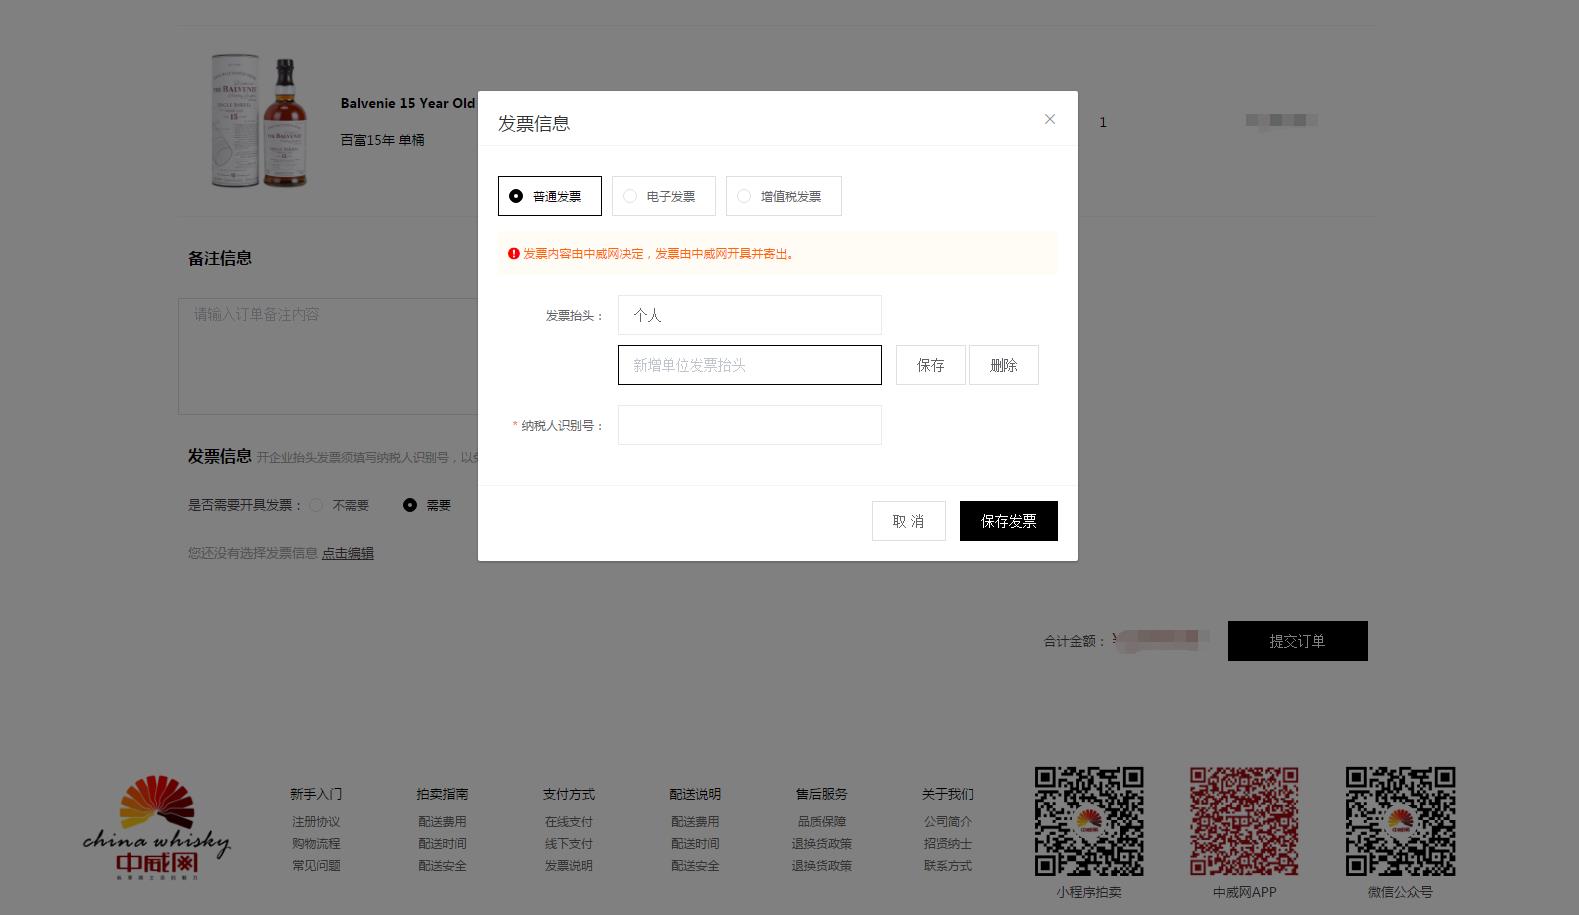 THE BALVENIE
SINGLE BARREL
15
Balvenie 15 Year Old
百富15年 单桶
1
发票信息
普通发票
电子发票
增值税发票
发票内容由中威网决定，发票由中威网开具并寄出。
发票抬头：
个人
新增单位发票抬头
保存
删除
* 纳税人识别号：
取 消
保存发票
备注信息
请输入订单备注内容
发票信息 开企业抬头发票须填写纳税人识别号，以
是否需要开具发票： 不需要 需要
您还没有选择发票信息 点击编辑
合计金额： ¥
提交订单
china whisky
中威网
新手入门 拍卖指南 支付方式 配送说明 售后服务 关于我们
注册协议 配送费用 在线支付 配送费用 品质保障 公司简介
购物流程 配送时间 线下支付 配送时间 退换货政策 招贤纳士
常见问题 配送安全 发票说明 配送安全 退换货政策 联系方式
小程序拍卖 中威网APP 微信公众号